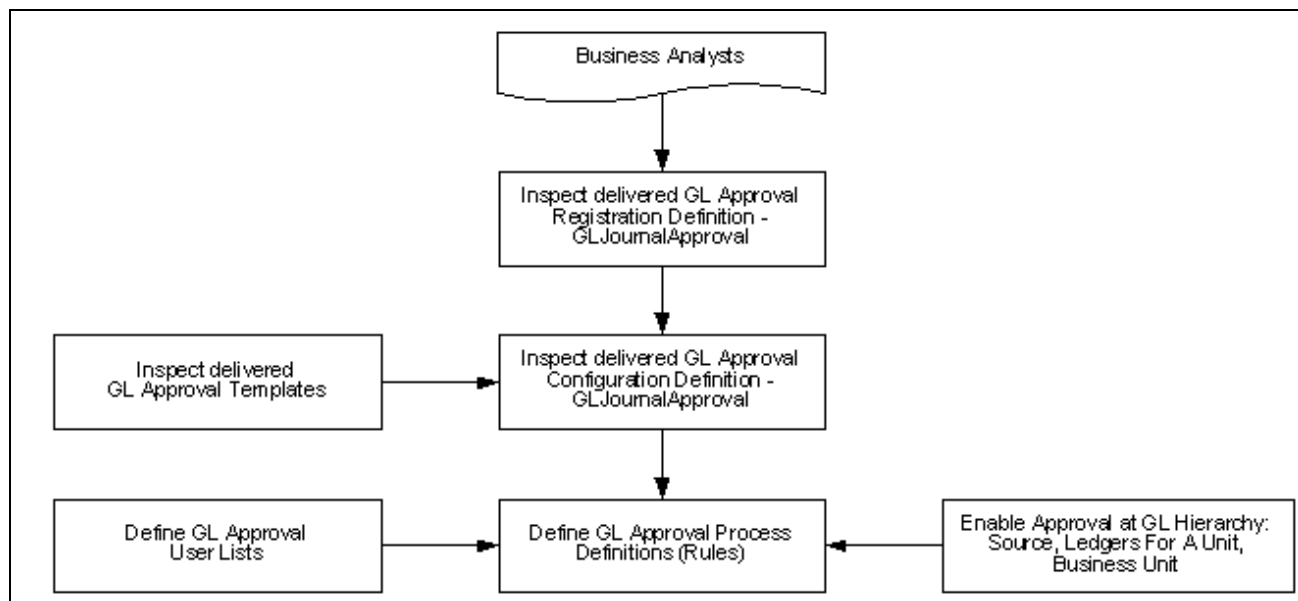 Business Analysts
Inspect delivered GL Approval
Registration Definition -
GLJournalApproval
Inspect delivered
GL Approval Templates
Inspect delivered GL Approval
Configuration Definition -
GLJournalApproval
Define GL Approval
User Lists
Define GL Approval Process
Definitions (Rules)
Enable Approval at GL Hierarchy:
Source, Ledgers For A Unit,
Business Unit